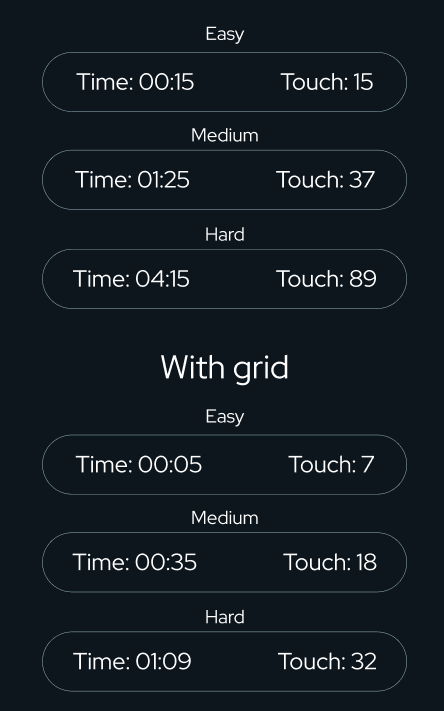 Easy
Time: 00:15 Touch: 15
Medium
Time: 01:25 Touch: 37
Hard
Time: 04:15 Touch: 89
With grid
Easy
Time: 00:05 Touch: 7
Medium
Time: 00:35 Touch: 18
Hard
Time: 01:09 Touch: 32